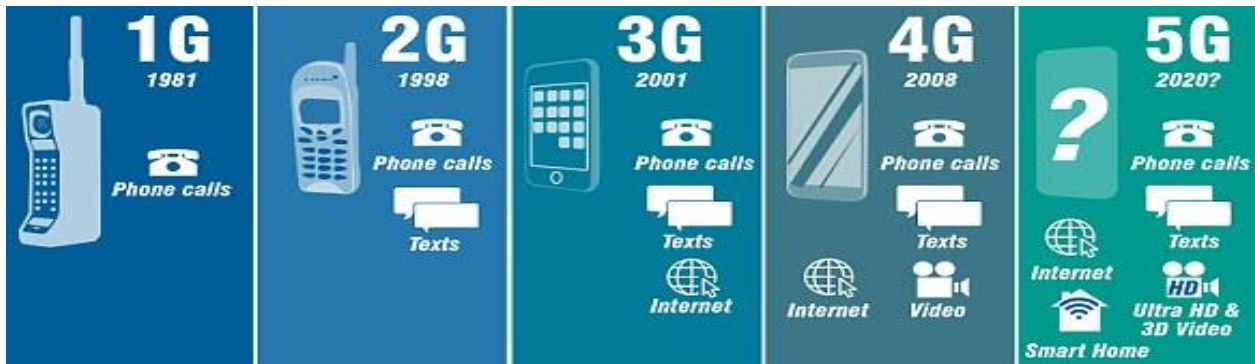 1G
1981
Phone calls
2G
1998
Phone calls
Texts
3G
2001
Phone calls
Texts
Internet
4G
2008
Phone calls
Texts
Internet
Video
5G
2020?
?
Phone calls
Texts
Internet
HD
Ultra HD &
3D Video
Smart Home